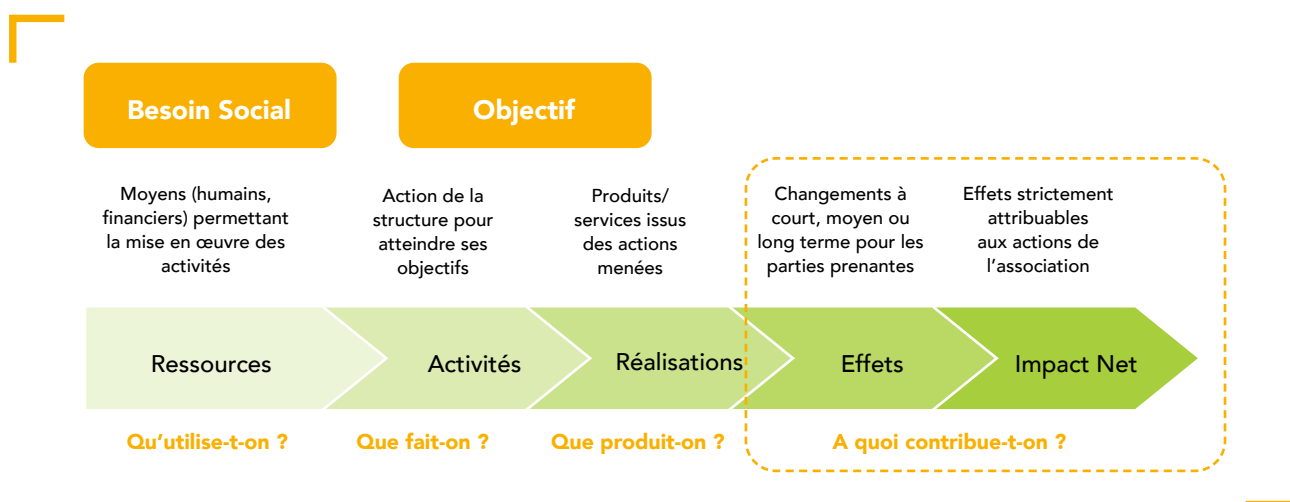 Besoin Social
Objectif
Moyens (humains,
financiers) permettant
la mise en œuvre des
activités
Action de la
structure pour
atteindre ses
objectifs
Produits/
services issus
des actions
menées
Changements à
court, moyen ou
long terme pour les
parties prenantes
Effets strictement
attribuables
aux actions de
l’association
Ressources
Activités
Réalisations
Effets
Impact Net
Qu’utilise-t-on ?
Que fait-on ?
Que produit-on ?
A quoi contribue-t-on ?